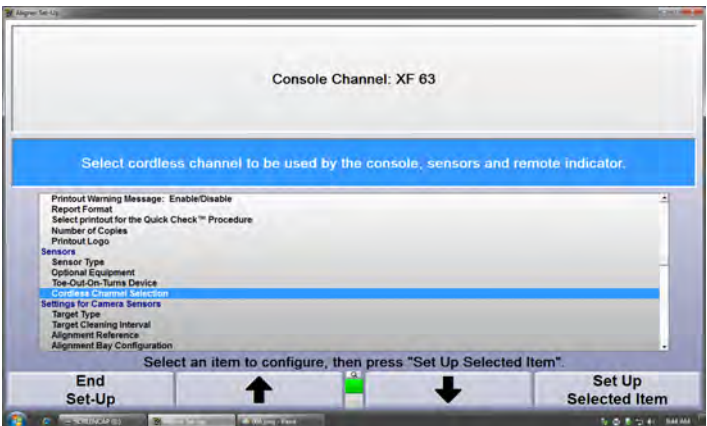 Aligner Set-Up
Console Channel: XF 63
Select cordless channel to be used by the console, sensors and remote indicator.
Printout Warning Message: Enable/Disable
Report Format
Select printout for the Quick Check™ Procedure
Number of Copies
Printout Logo
Sensors
Sensor Type
Optional Equipment
Toe-Out-On-Turns Device
Cordless Channel Selection
Settings for Camera Sensors
Target Type
Target Cleaning Interval
Alignment Reference
Alignment Bay Configuration
Select an item to configure, then press "Set Up Selected Item".
End
Set-Up
Set Up
Selected Item